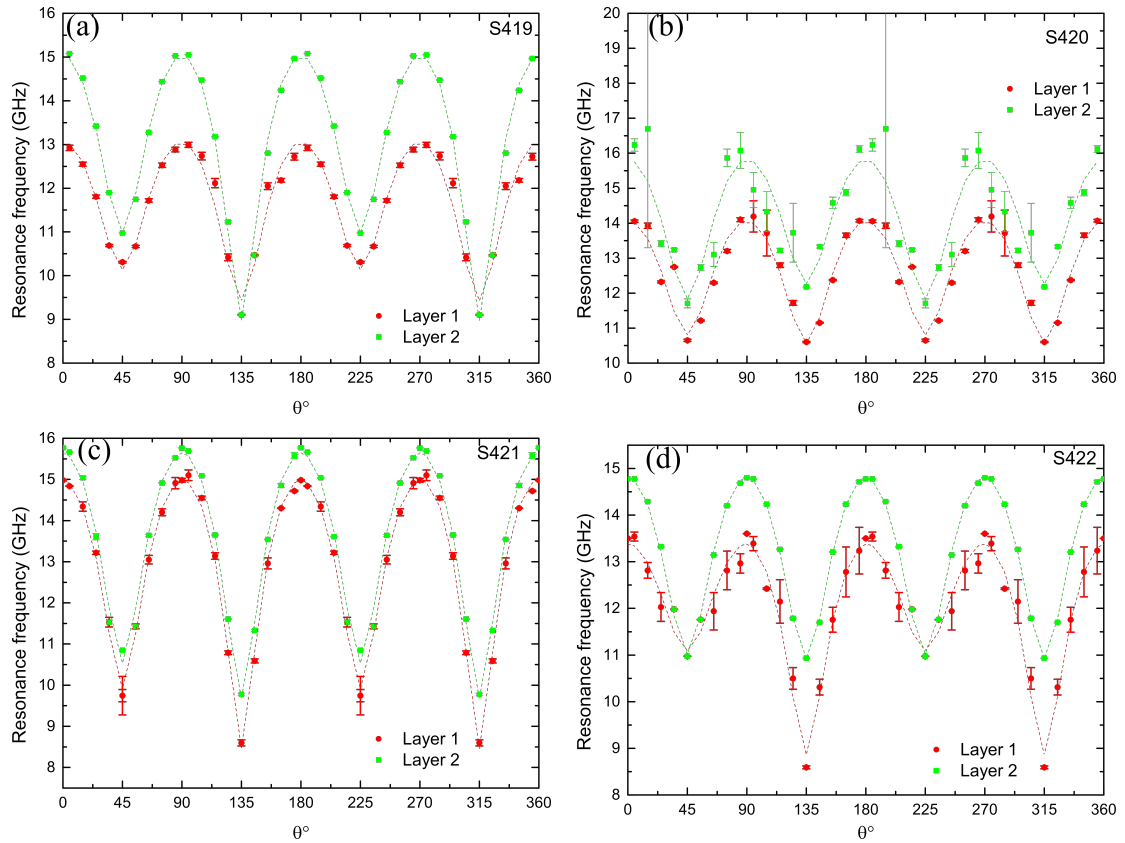 (a)
S419
Resonance frequency (GHz)
16
15
14
13
12
11
10
9
8
Layer 1
Layer 2
0 45 90 135 180 225 270 315 360
θ°
(b)
S420
Resonance frequency (GHz)
20
19
18
17
16
15
14
13
12
11
10
Layer 1
Layer 2
0 45 90 135 180 225 270 315 360
θ°
(c)
S421
Resonance frequency (GHz)
16
15
14
13
12
11
10
9
8
Layer 1
Layer 2
0 45 90 135 180 225 270 315 360
θ°
(d)
S422
Resonance frequency (GHz)
15
14
13
12
11
10
9
8
Layer 1
Layer 2
0 45 90 135 180 225 270 315 360
θ°